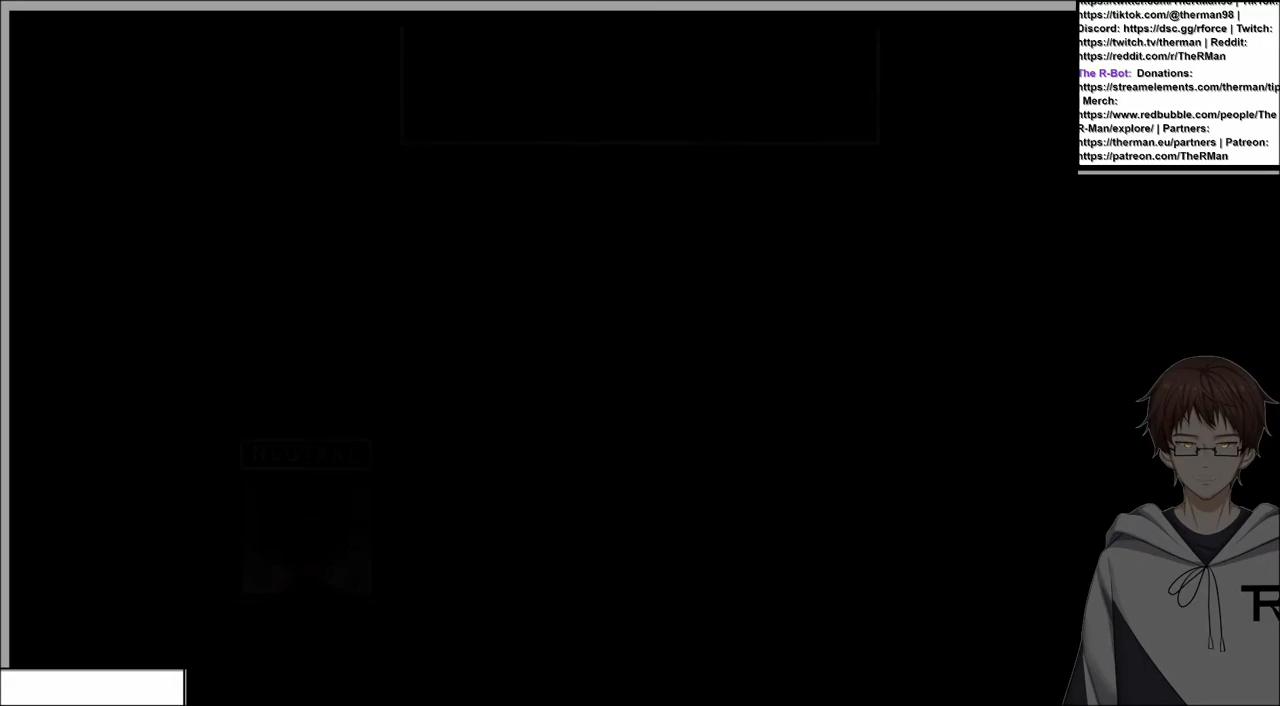 https://tiktok.com/@therman98 |
Discord: https://dsc.gg/rforce | Twitch:
https://twitch.tv/therman | Reddit:
https://reddit.com/r/TheRMan
The R-Bot: Donations:
https://streamelements.com/therman/tip
| Merch:
https://www.redbubble.com/people/The
R-Man/explore/ | Partners:
https://therman.eu/partners | Patreon:
https://patreon.com/TheRMan
NEUTRAL
TR